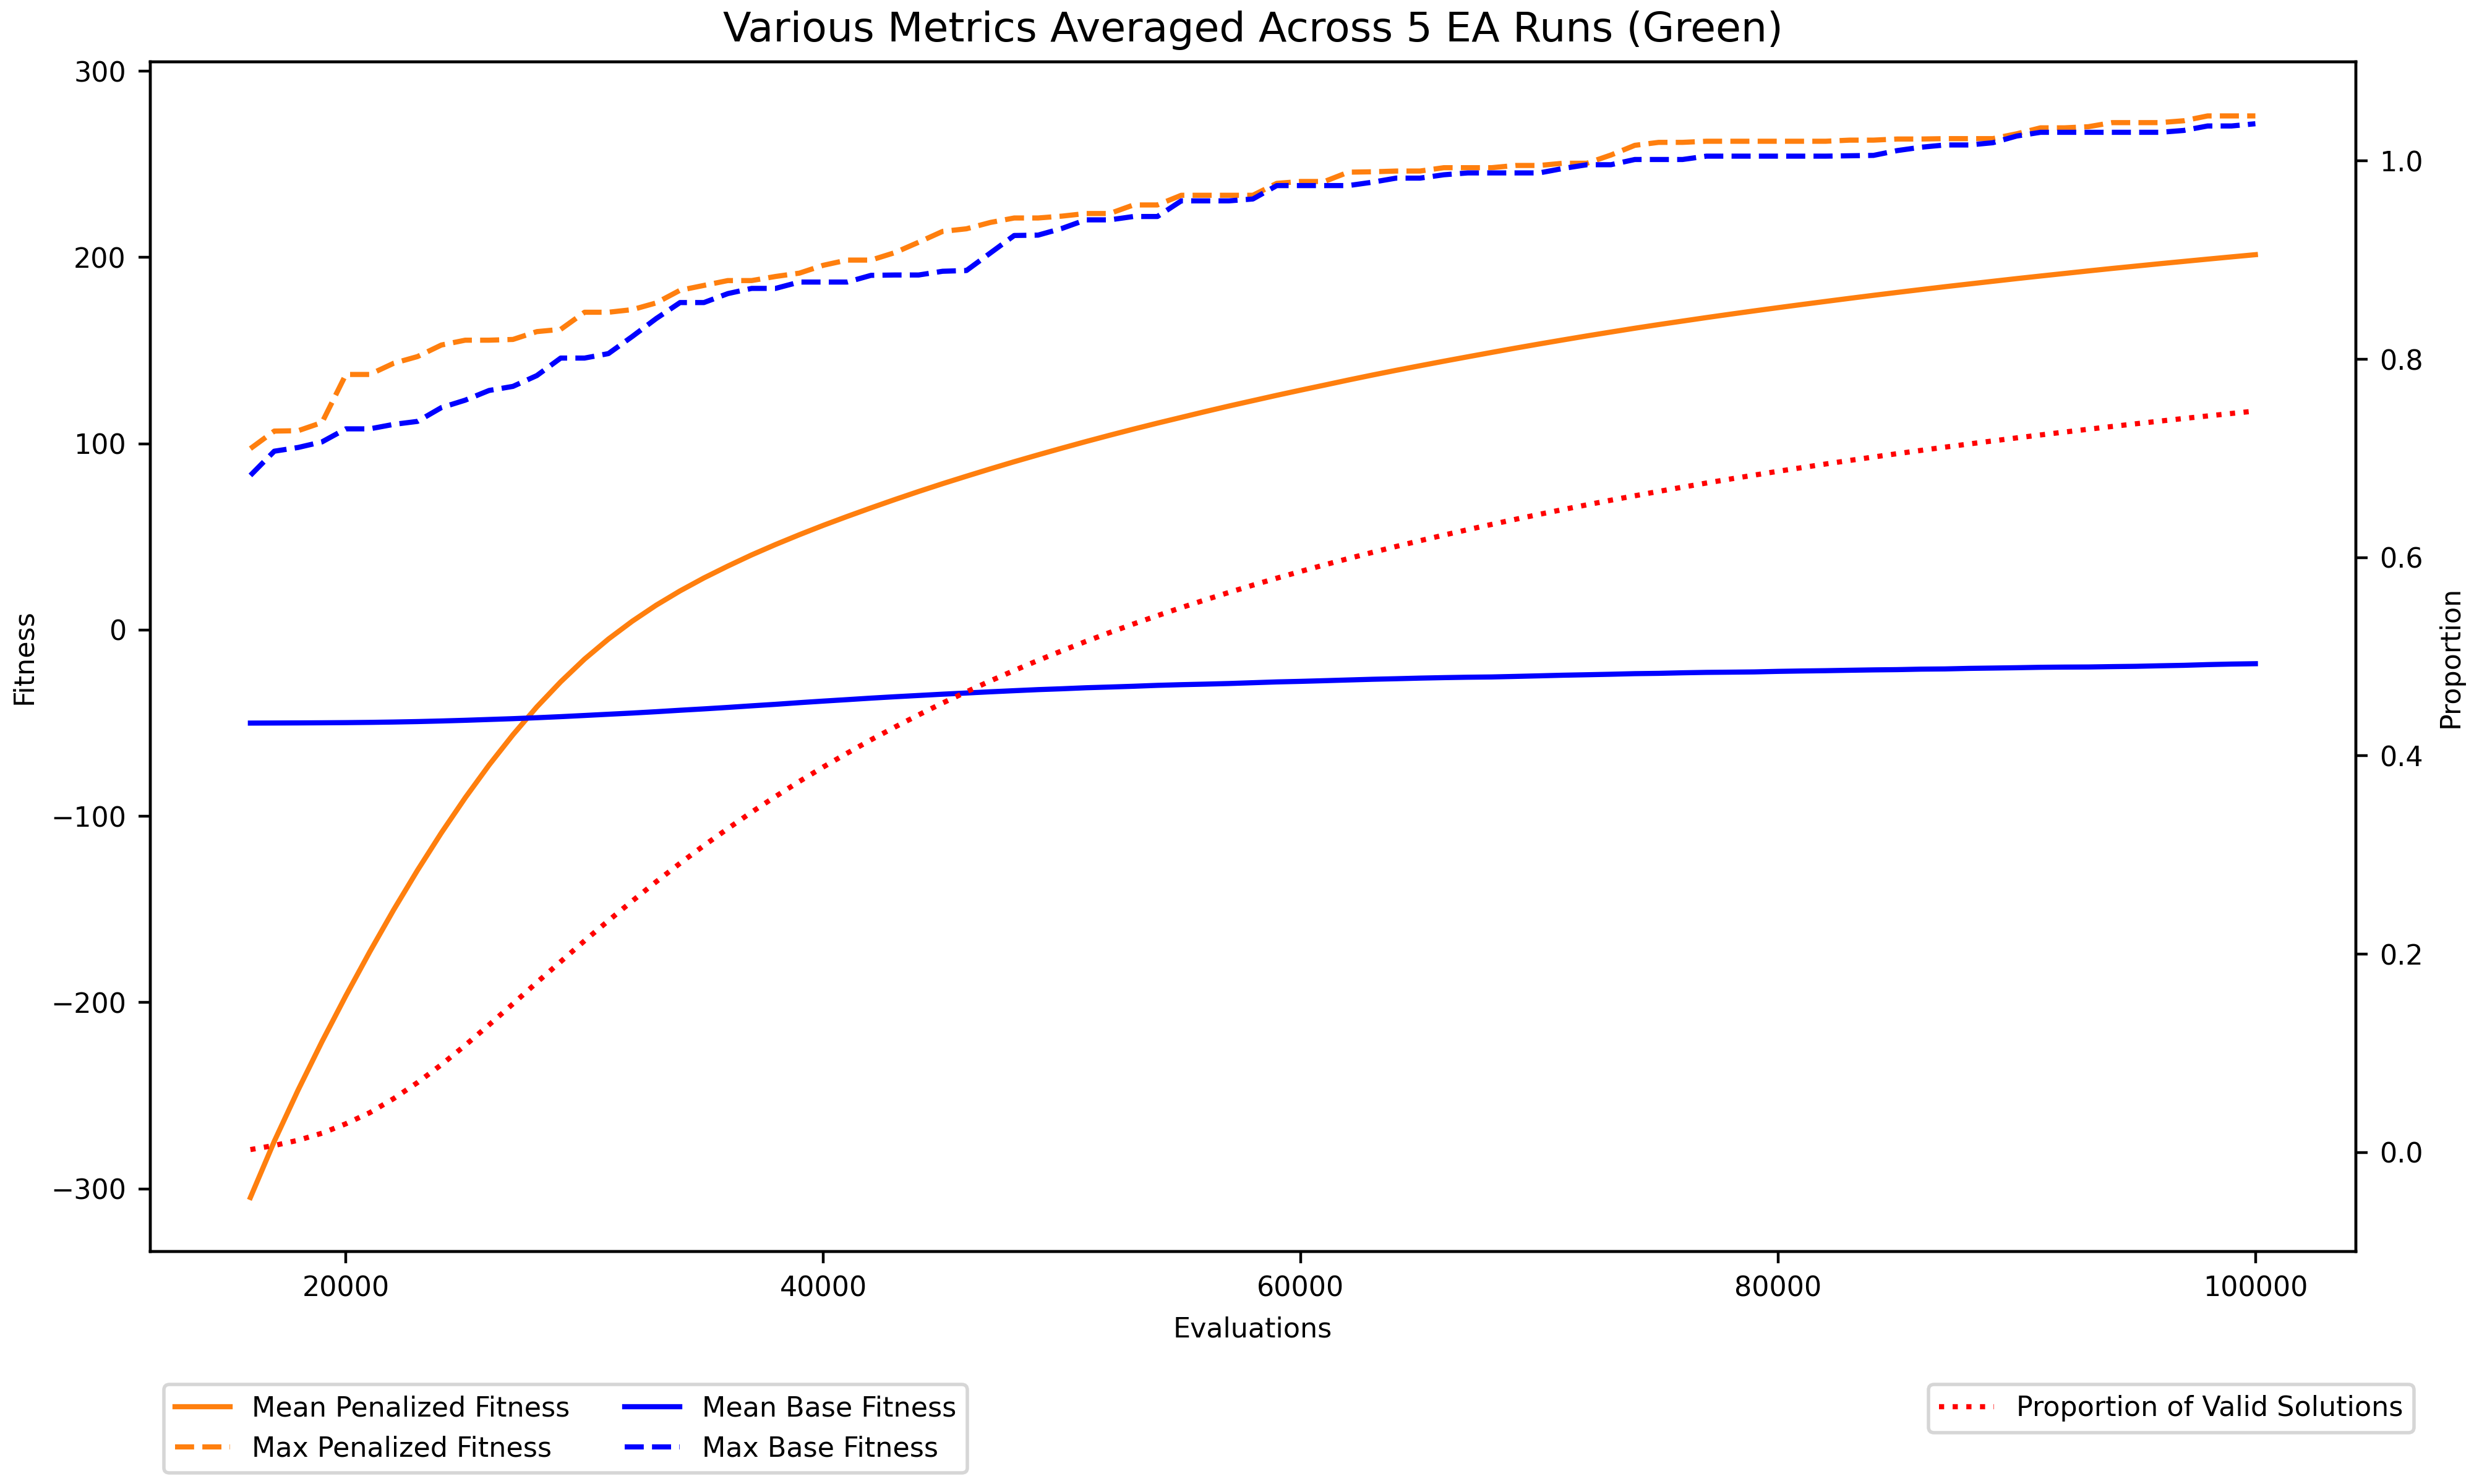 Various Metrics Averaged Across 5 EA Runs (Green)
300
200
100
0
−100
−200
−300
Fitness
1.0
0.8
0.6
0.4
0.2
0.0
Proportion
20000
40000
60000
80000
100000
Evaluations
Mean Penalized Fitness
Max Penalized Fitness
Mean Base Fitness
Max Base Fitness
Proportion of Valid Solutions